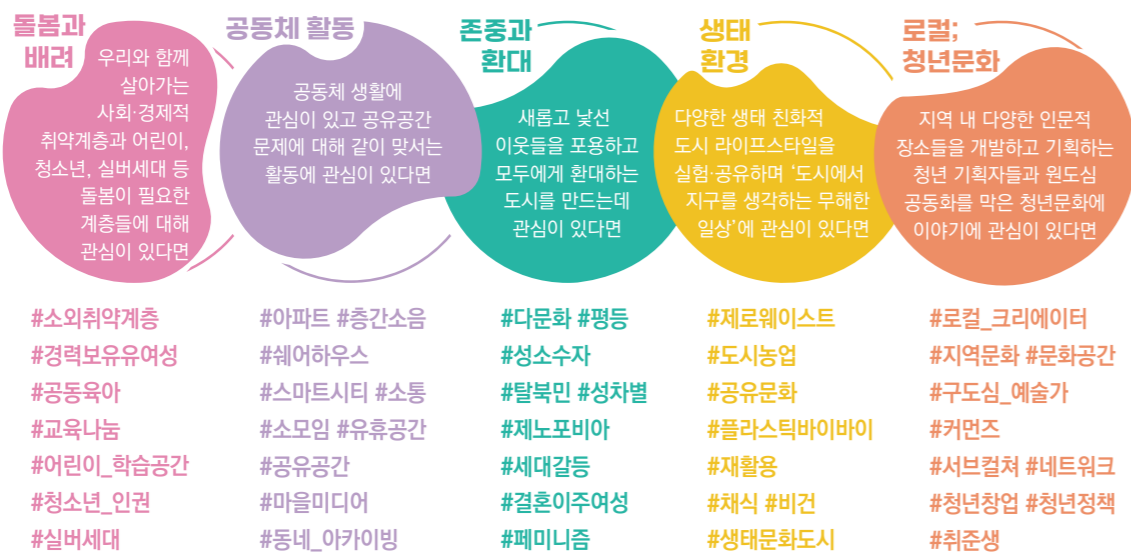 돌봄과
배려
우리와 함께
살아가는
사회·경제적
취약계층과 어린이,
청소년, 실버세대 등
돌봄이 필요한
계층들에 대해
관심이 있다면
#소외취약계층
#경력보유유여성
#공동육아
#교육나눔
#어린이_학습공간
#청소년_인권
#실버세대
공동체 활동
공동체 생활에
관심이 있고 공유공간
문제에 대해 같이 맞서는
활동에 관심이 있다면
#아파트 #층간소음
#쉐어하우스
#스마트시티 #소통
#소모임 #유휴공간
#공유공간
#마을미디어
#동네_아카이빙
존중과
환대
새롭고 낯선
이웃들을 포용하고
모두에게 환대하는
도시를 만드는데
관심이 있다면
#다문화 #평등
#성소수자
#탈북민 #성차별
#제노포비아
#세대갈등
#결혼이주여성
#페미니즘
생태
환경
다양한 생태 친화적
도시 라이프스타일을
실험·공유하며 '도시에서
지구를 생각하는 무해한
일상'에 관심이 있다면
#제로웨이스트
#도시농업
#공유문화
#플라스틱바이바이
#재활용
#채식 #비건
#생태문화도시
로컬;
청년문화
지역 내 다양한 인문적
장소들을 개발하고 기획하는
청년 기획자들과 원도심
공동화를 막은 청년문화에
이야기에 관심이 있다면
#로컬_크리에이터
#지역문화 #문화공간
#구도심_예술가
#커먼즈
#서브컬쳐 #네트워크
#청년창업 #청년정책
#취준생